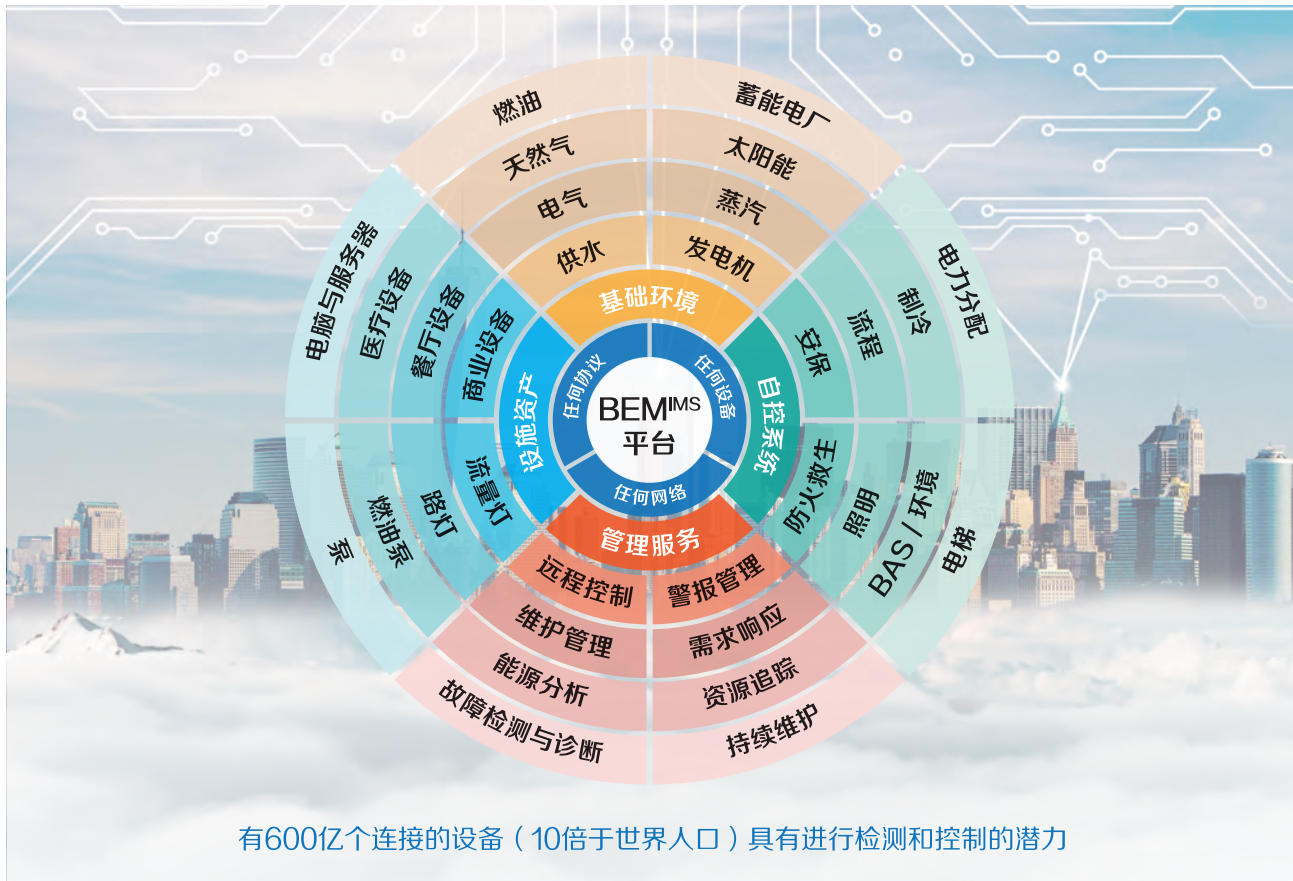 燃油
蓄能电厂
天然气
太阳能
电气
蒸汽
供水
发电机
基础环境
电脑与服务器
医疗设备
餐厅设备
商业设备
设施资产
任何协议
任何设备
BEMIMS
平台
任何网络
自控系统
安保
流程
制冷
电力分配
泵
燃油泵
路灯
流量灯
防火救生
照明
BAS / 环境
电梯
管理服务
远程控制
警报管理
维护管理
需求响应
能源分析
资源追踪
故障检测与诊断
持续维护
有600亿个连接的设备（10倍于世界人口）具有进行检测和控制的潜力